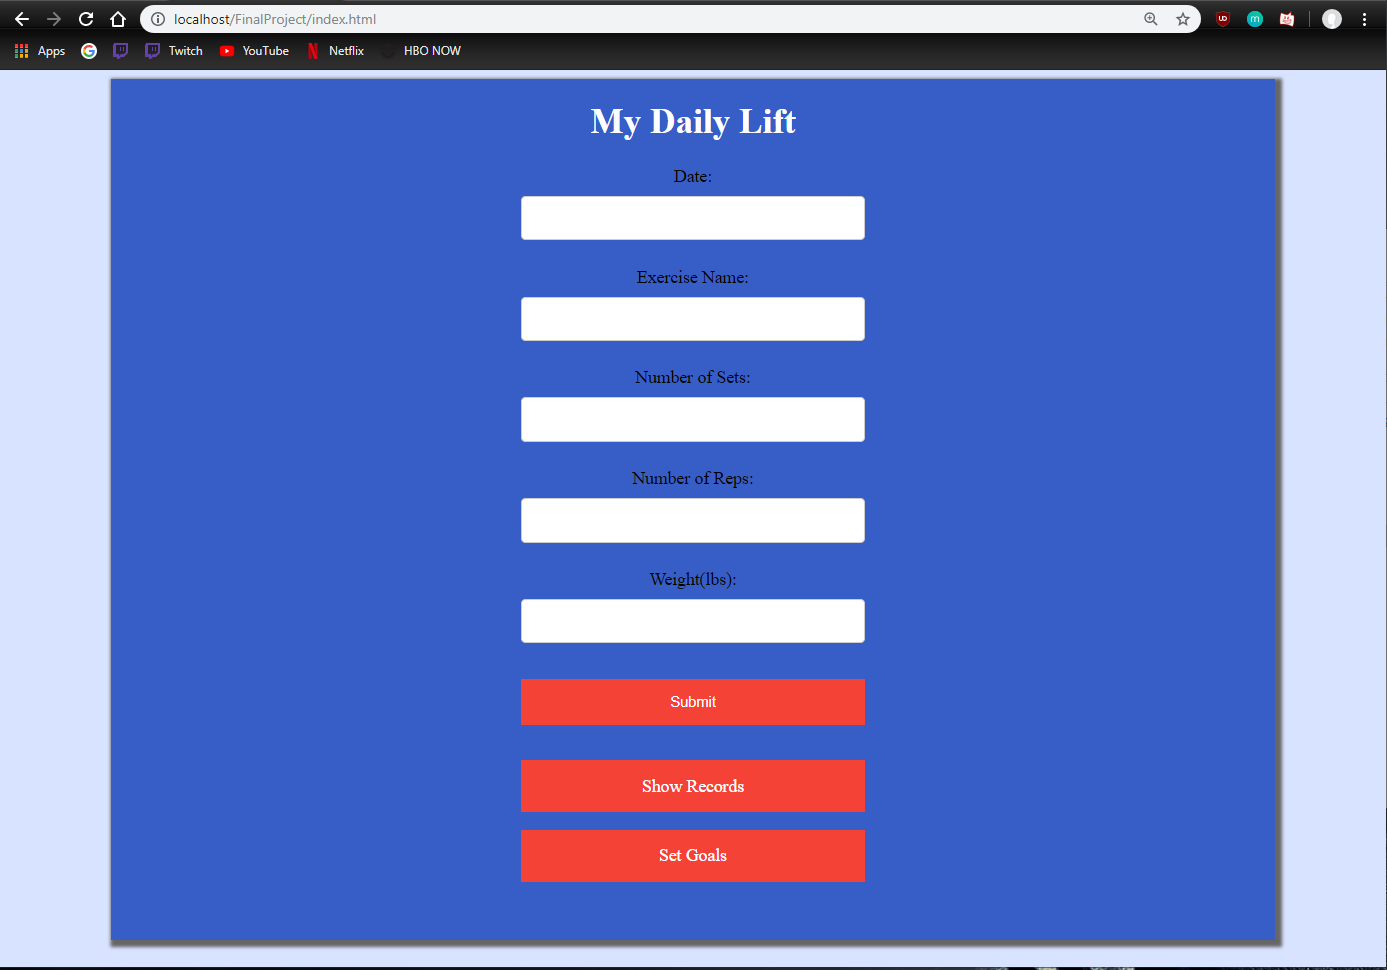 localhost/FinalProject/index.html
Apps Twitch YouTube Netflix HBO NOW
My Daily Lift
Date:
Exercise Name:
Number of Sets:
Number of Reps:
Weight(lbs):
Submit
Show Records
Set Goals